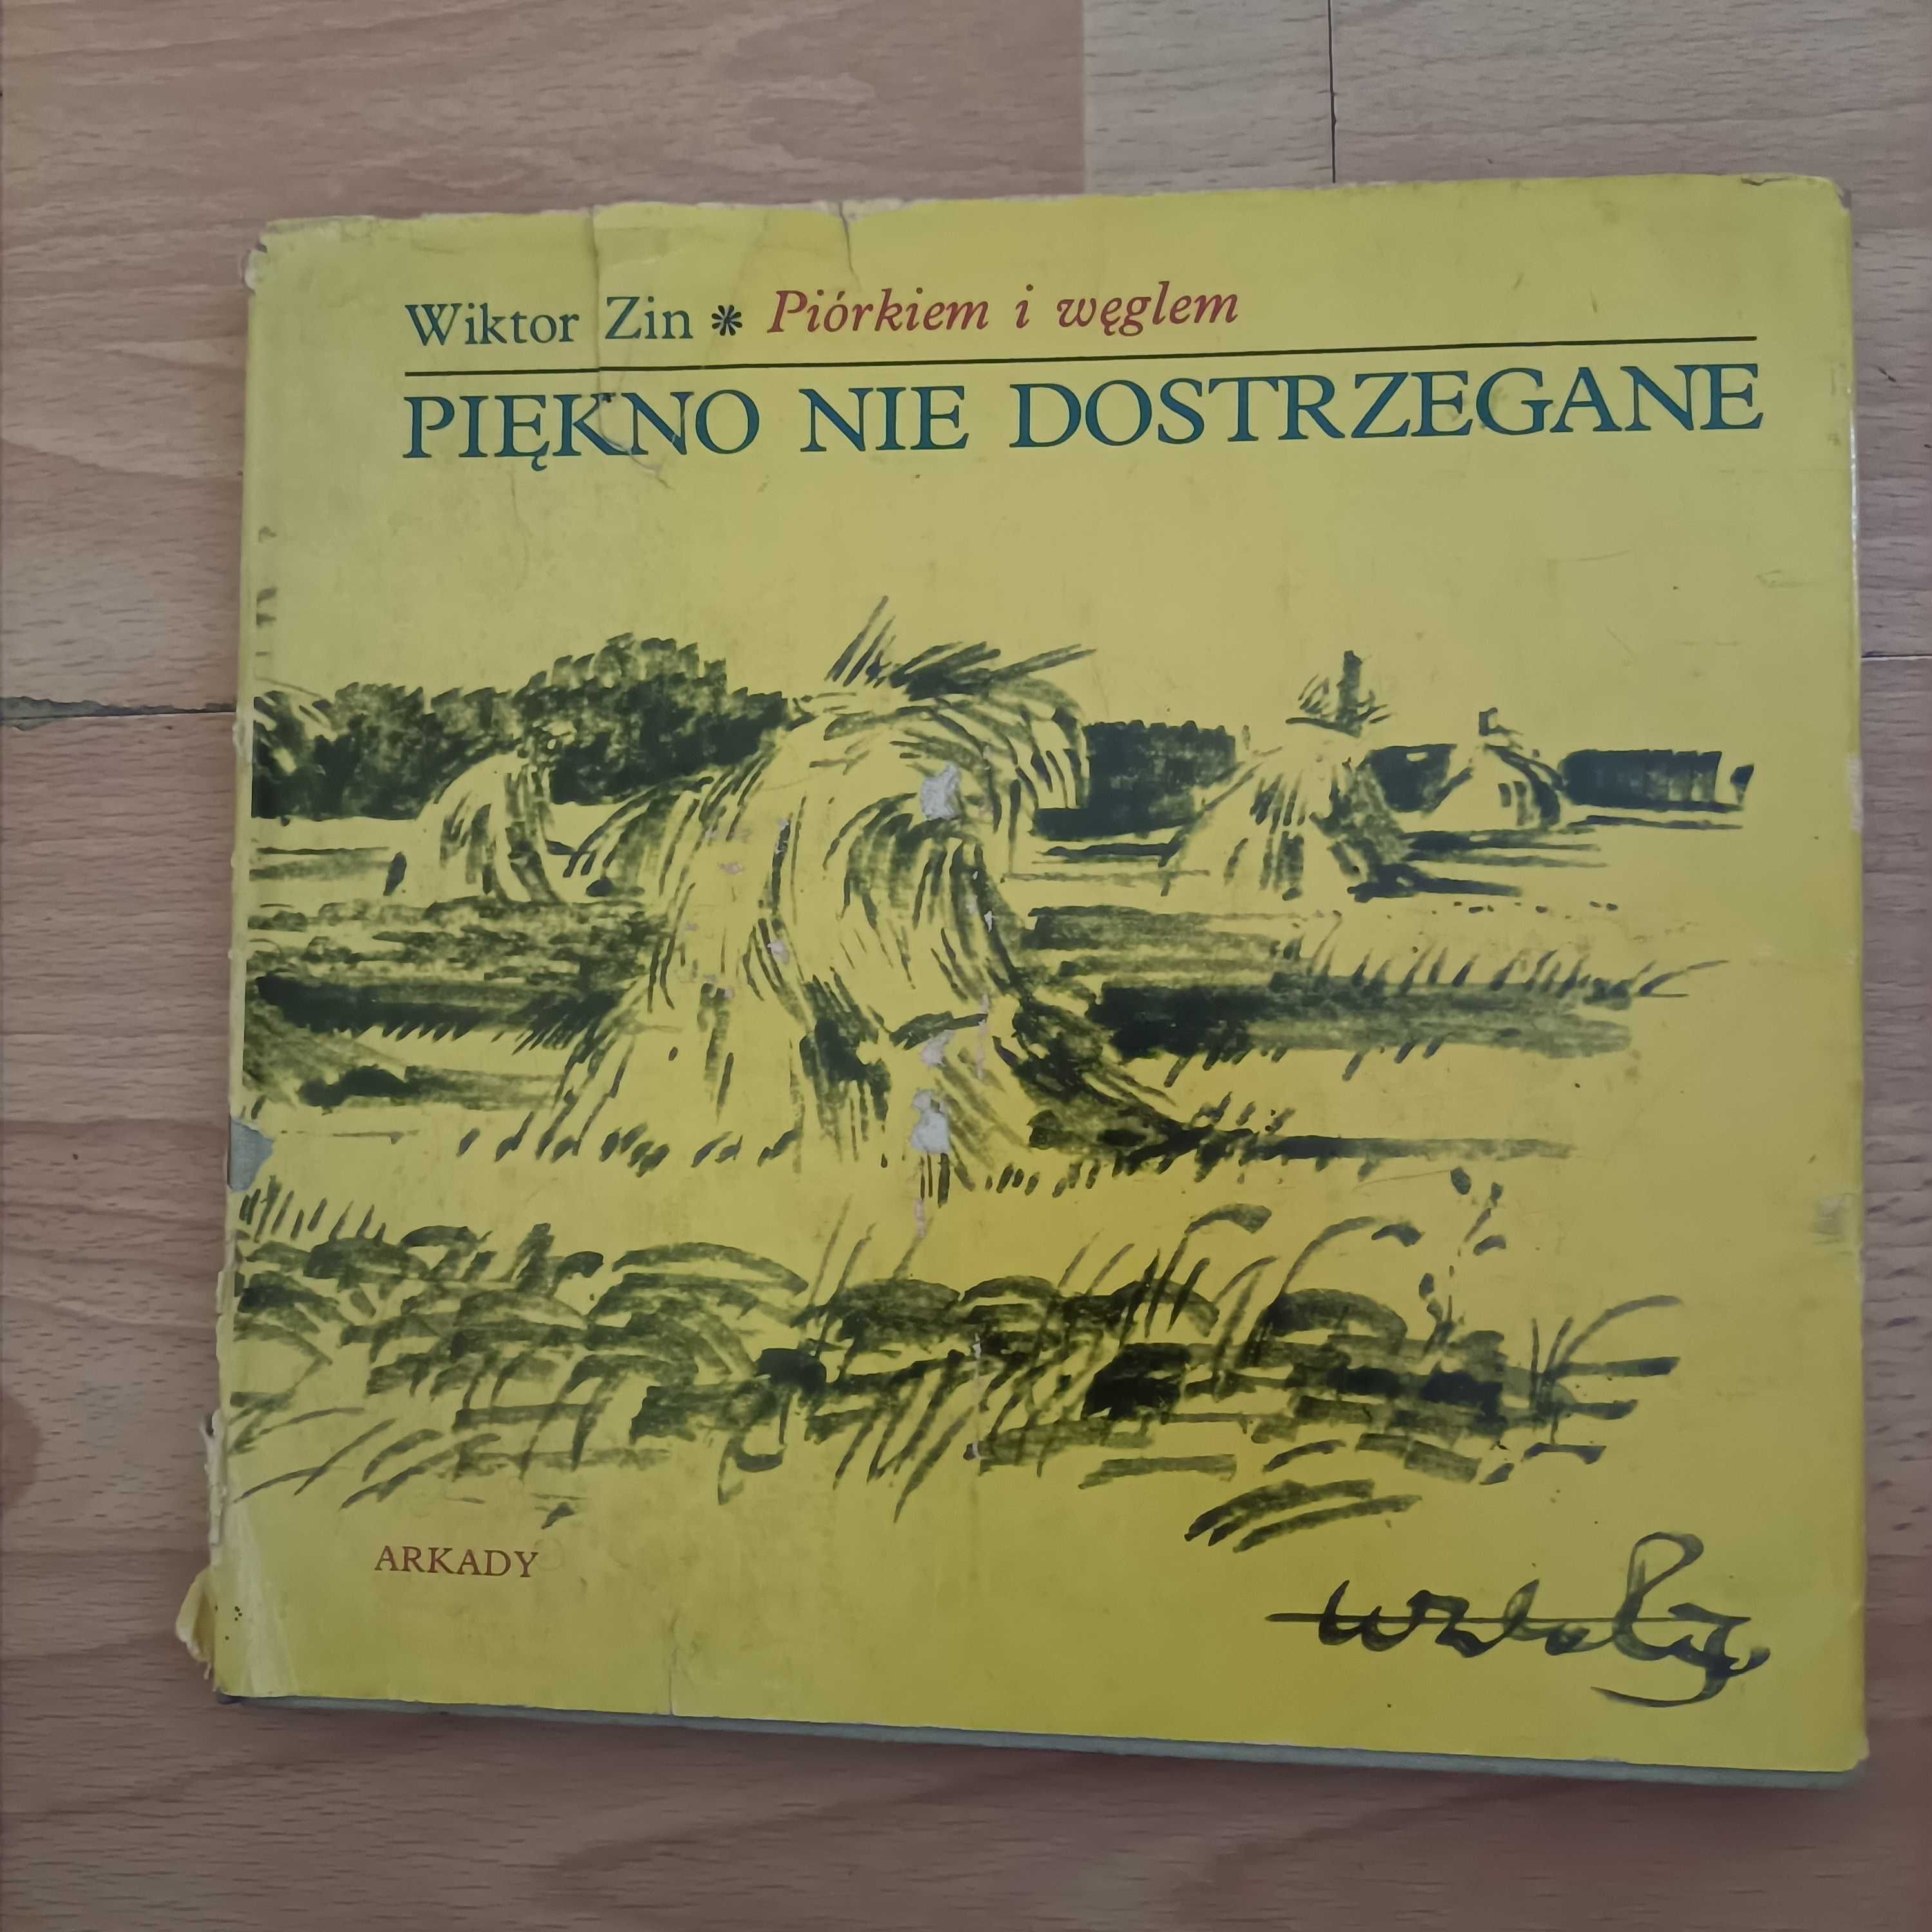 Wiktor Zin * Piórkiem i węglem
PIĘKNO NIE DOSTRZEGANE
ARKADY